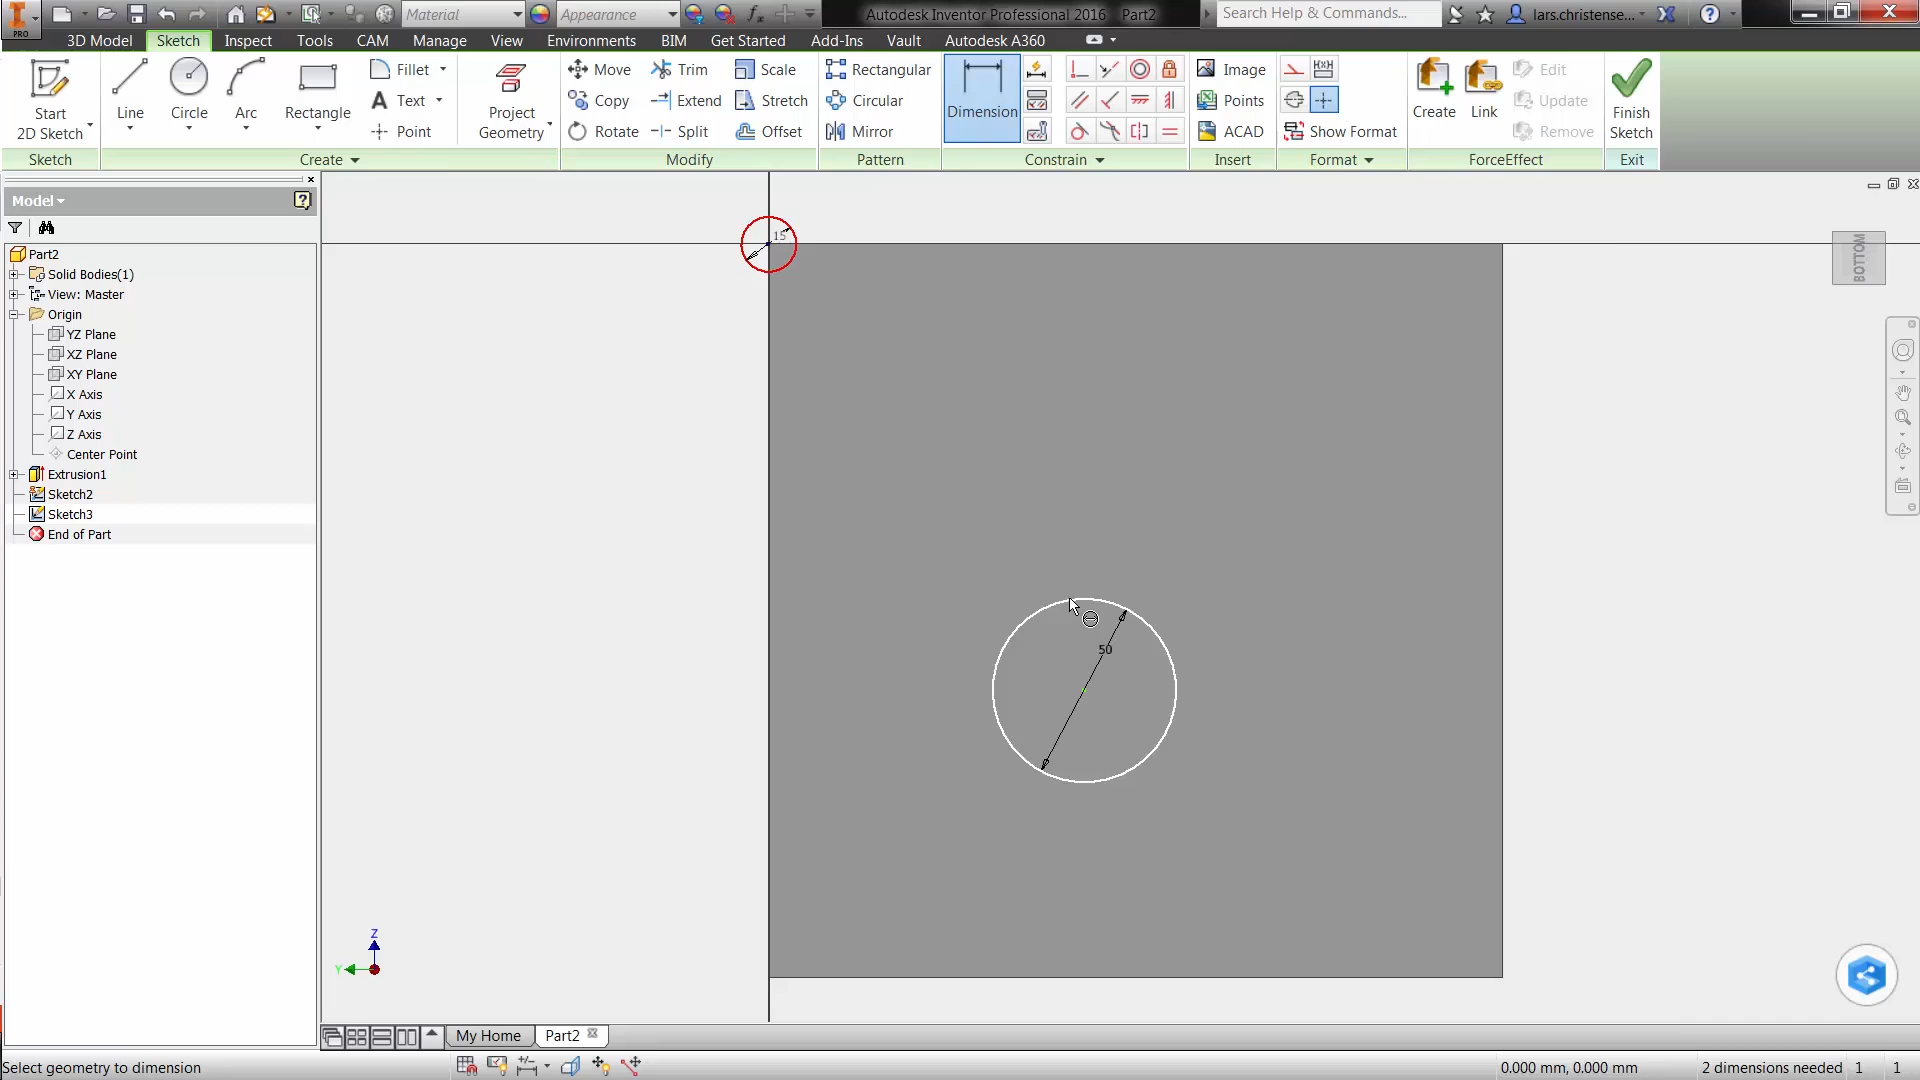 PRO
Material
Appearance
Autodesk Inventor Professional 2016 Part2
Search Help & Commands...
lars.christense...
3D Model
Sketch
Inspect
Tools
CAM
Manage
View
Environments
BIM
Get Started
Add-Ins
Vault
Autodesk A360
Start
2D Sketch
Line
Circle
Arc
Rectangle
Fillet
Text
Point
Project
Geometry
Move
Copy
Rotate
Trim
Extend
Split
Scale
Stretch
Offset
Rectangular
Circular
Mirror
Dimension
Image
Points
ACAD
Show Format
Create
Link
Edit
Update
Remove
Finish
Sketch
Sketch
Create
Modify
Pattern
Constrain
Insert
Format
ForceEffect
Exit
Model
Part2
Solid Bodies(1)
View: Master
Origin
YZ Plane
XZ Plane
XY Plane
X Axis
Y Axis
Z Axis
Center Point
Extrusion1
Sketch2
Sketch3
End of Part
15
BOTTOM
50
Z
Y
My Home
Part2
Select geometry to dimension
0.000 mm, 0.000 mm
2 dimensions needed
1
1